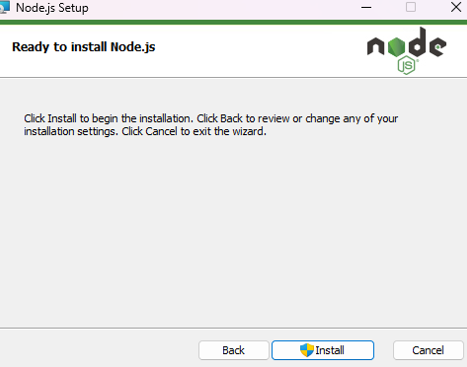 Node.js Setup
Ready to install Node.js
node
JS
Click Install to begin the installation. Click Back to review or change any of your
installation settings. Click Cancel to exit the wizard.
Back
Install
Cancel